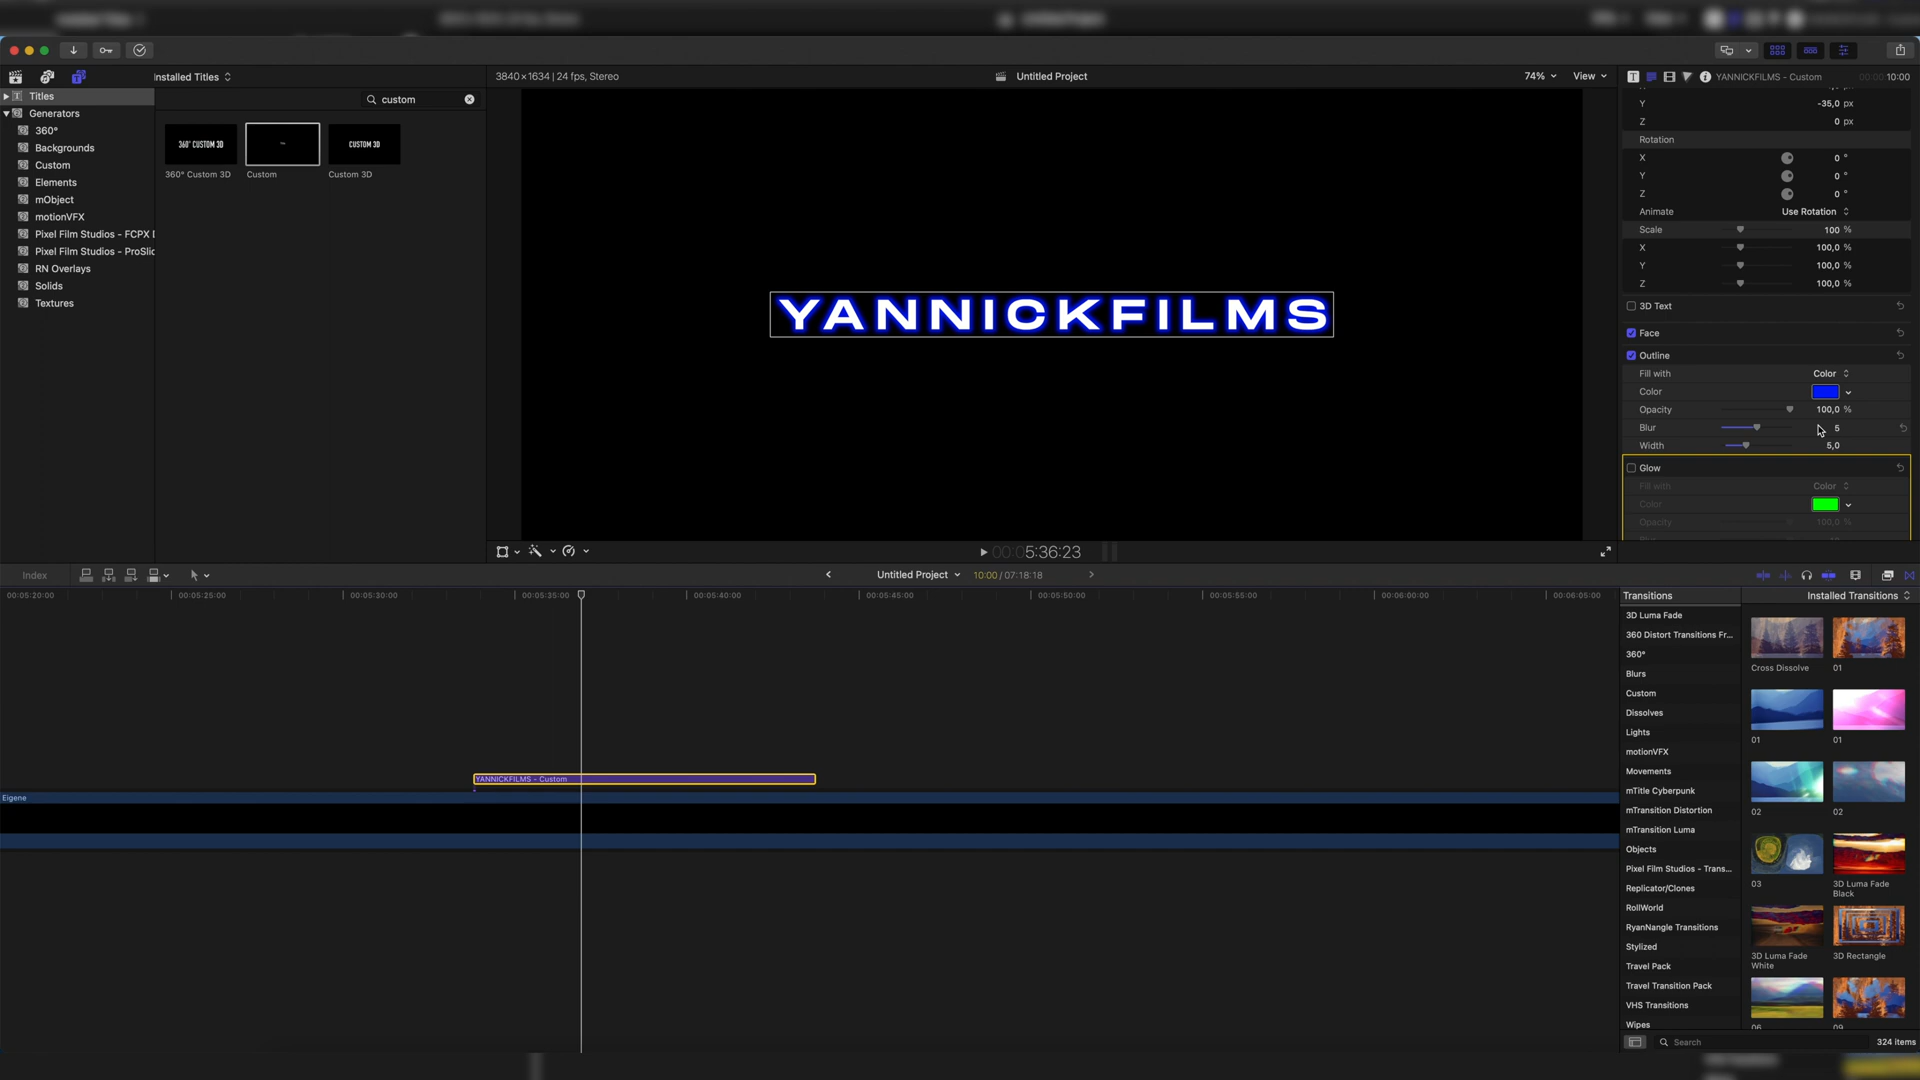 Installed Titles
3840×1634 | 24 fps, Stereo
Untitled Project
74%
View
YANNICKFILMS - Custom
00:00 10:00
Titles
Generators
360°
Backgrounds
Custom
Elements
mObject
motionVFX
Pixel Film Studios - FCPX
Pixel Film Studios - ProSlic
RN Overlays
Solids
Textures
custom
360° CUSTOM 3D
CUSTOM 3D
360° Custom 3D
Custom
Custom 3D
YANNICKFILMS
Y -35,0 px
Z 0 px
Rotation
X 0 °
Y 0 °
Z 0 °
Animate Use Rotation
Scale 100 %
X 100,0 %
Y 100,0 %
Z 100,0 %
3D Text
Face
Outline
Fill with Color
Color
Opacity 100,0 %
Blur 5
Width 5,0
Glow
Fill with Color
Color
Opacity 100,0 %
00:05:36:23
Index
Untitled Project
10:00 / 07:18:18
00:05:20:00
00:05:25:00
00:05:30:00
00:05:35:00
00:05:40:00
00:05:45:00
00:05:50:00
00:05:55:00
00:06:00:00
00:06:05:00
YANNICKFILMS - Custom
Eigene
Transitions
Installed Transitions
3D Luma Fade
360 Distort Transitions Fr...
360°
Blurs
Custom
Dissolves
Lights
motionVFX
Movements
mTitle Cyberpunk
mTransition Distortion
mTransition Luma
Objects
Pixel Film Studios - Trans...
Replicator/Clones
RollWorld
RyanNangle Transitions
Stylized
Travel Pack
Travel Transition Pack
VHS Transitions
Wipes
Cross Dissolve
01
01
01
02
02
03
3D Luma Fade Black
3D Luma Fade White
3D Rectangle
06
09
Search
324 items